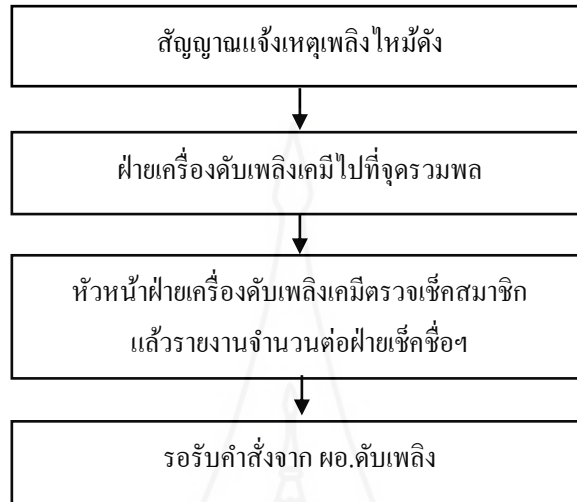 สัญญาณแจ้งเหตุเพลิงไหม้ดัง
ฝ่ายเครื่องดับเพลิงเคมีไปที่จุดรวมพล
หัวหน้าฝ่ายเครื่องดับเพลิงเคมีตรวจเช็คสมาชิก
แล้วรายงานจำนวนต่อฝ่ายเช็คชื่อฯ
รอรับคำสั่งจาก ผอ.ดับเพลิง